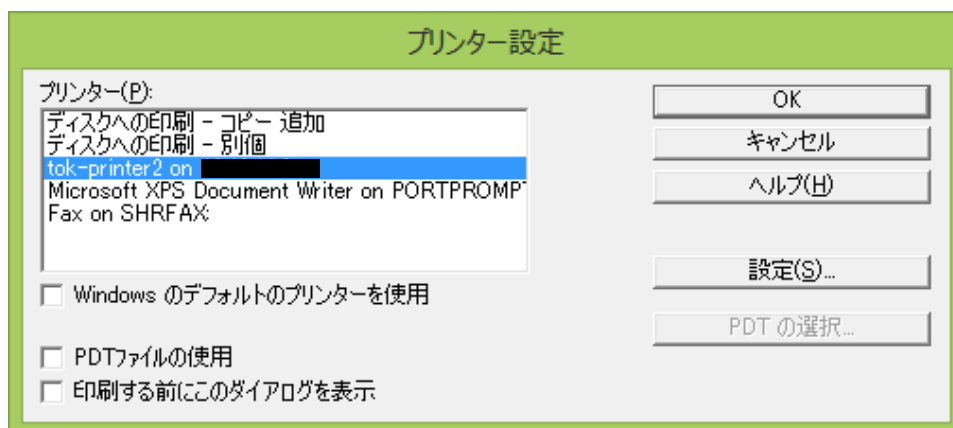 プリンター設定
プリンター(P):
ディスクへの印刷 - コピー 追加
ディスクへの印刷 - 別個
tok-printer2 on
Microsoft XPS Document Writer on PORTPROMPT
Fax on SHRFAX:
Windows のデフォルトのプリンターを使用
PDTファイルの使用
印刷する前にこのダイアログを表示
OK
キャンセル
ヘルプ(H)
設定(S)...
PDT の選択...